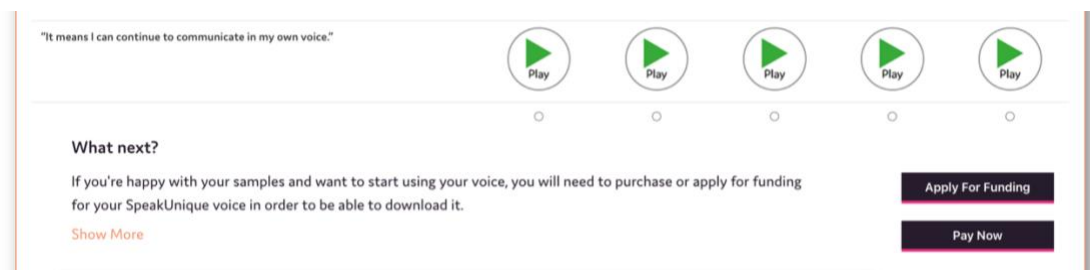 "It means I can continue to communicate in my own voice."
Play Play Play Play Play
What next?
If you're happy with your samples and want to start using your voice, you will need to purchase or apply for funding
for your SpeakUnique voice in order to be able to download it.
Show More
Apply For Funding
Pay Now